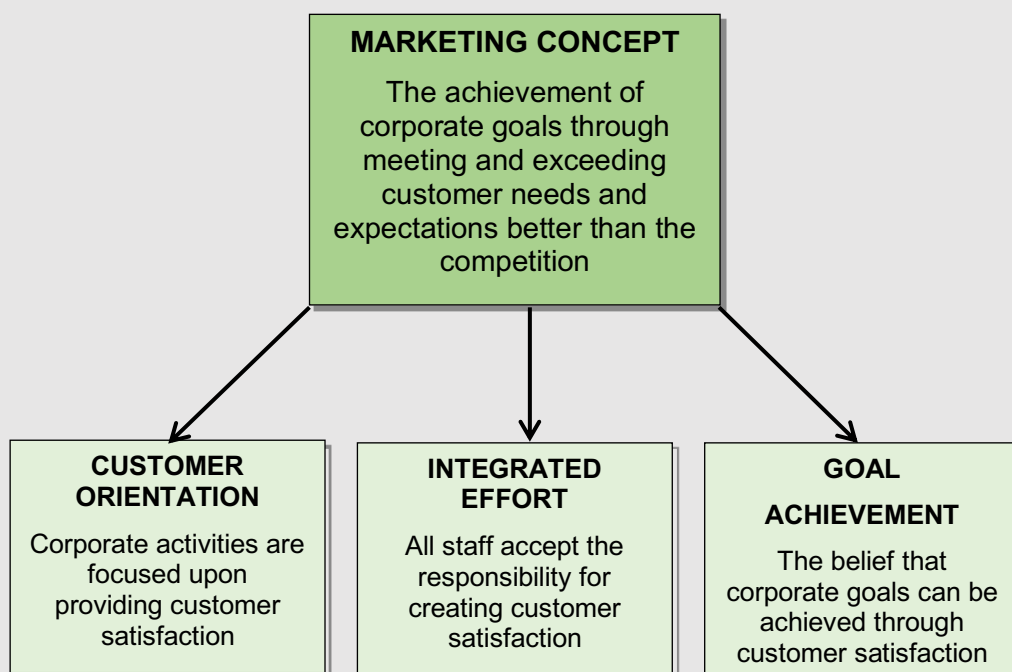 MARKETING CONCEPT
The achievement of
corporate goals through
meeting and exceeding
customer needs and
expectations better than the
competition
CUSTOMER
ORIENTATION
Corporate activities are
focused upon
providing customer
satisfaction
INTEGRATED
EFFORT
All staff accept the
responsibility for
creating customer
satisfaction
GOAL
ACHIEVEMENT
The belief that
corporate goals can be
achieved through
customer satisfaction